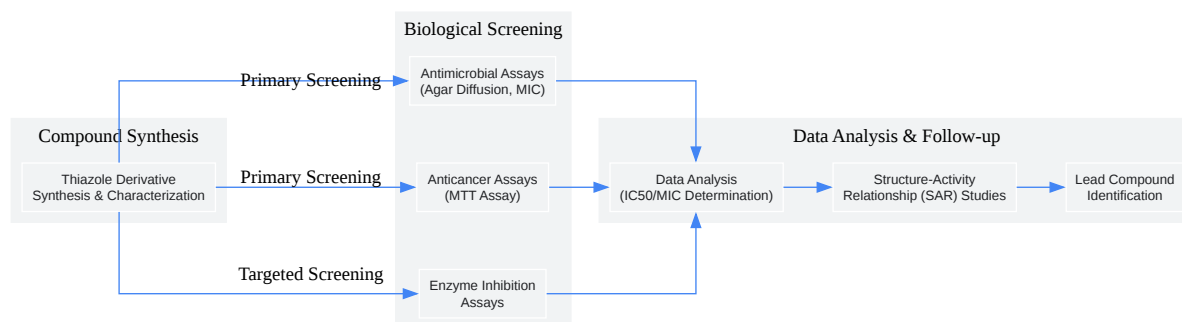 Biological Screening
Primary Screening
Antimicrobial Assays
(Agar Diffusion, MIC)
Compound Synthesis
Data Analysis & Follow-up
Thiazole Derivative
Synthesis & Characterization
Primary Screening
Anticancer Assays
(MTT Assay)
Data Analysis
(IC50/MIC Determination)
Structure-Activity
Relationship (SAR) Studies
Lead Compound
Identification
Targeted Screening
Enzyme Inhibition
Assays